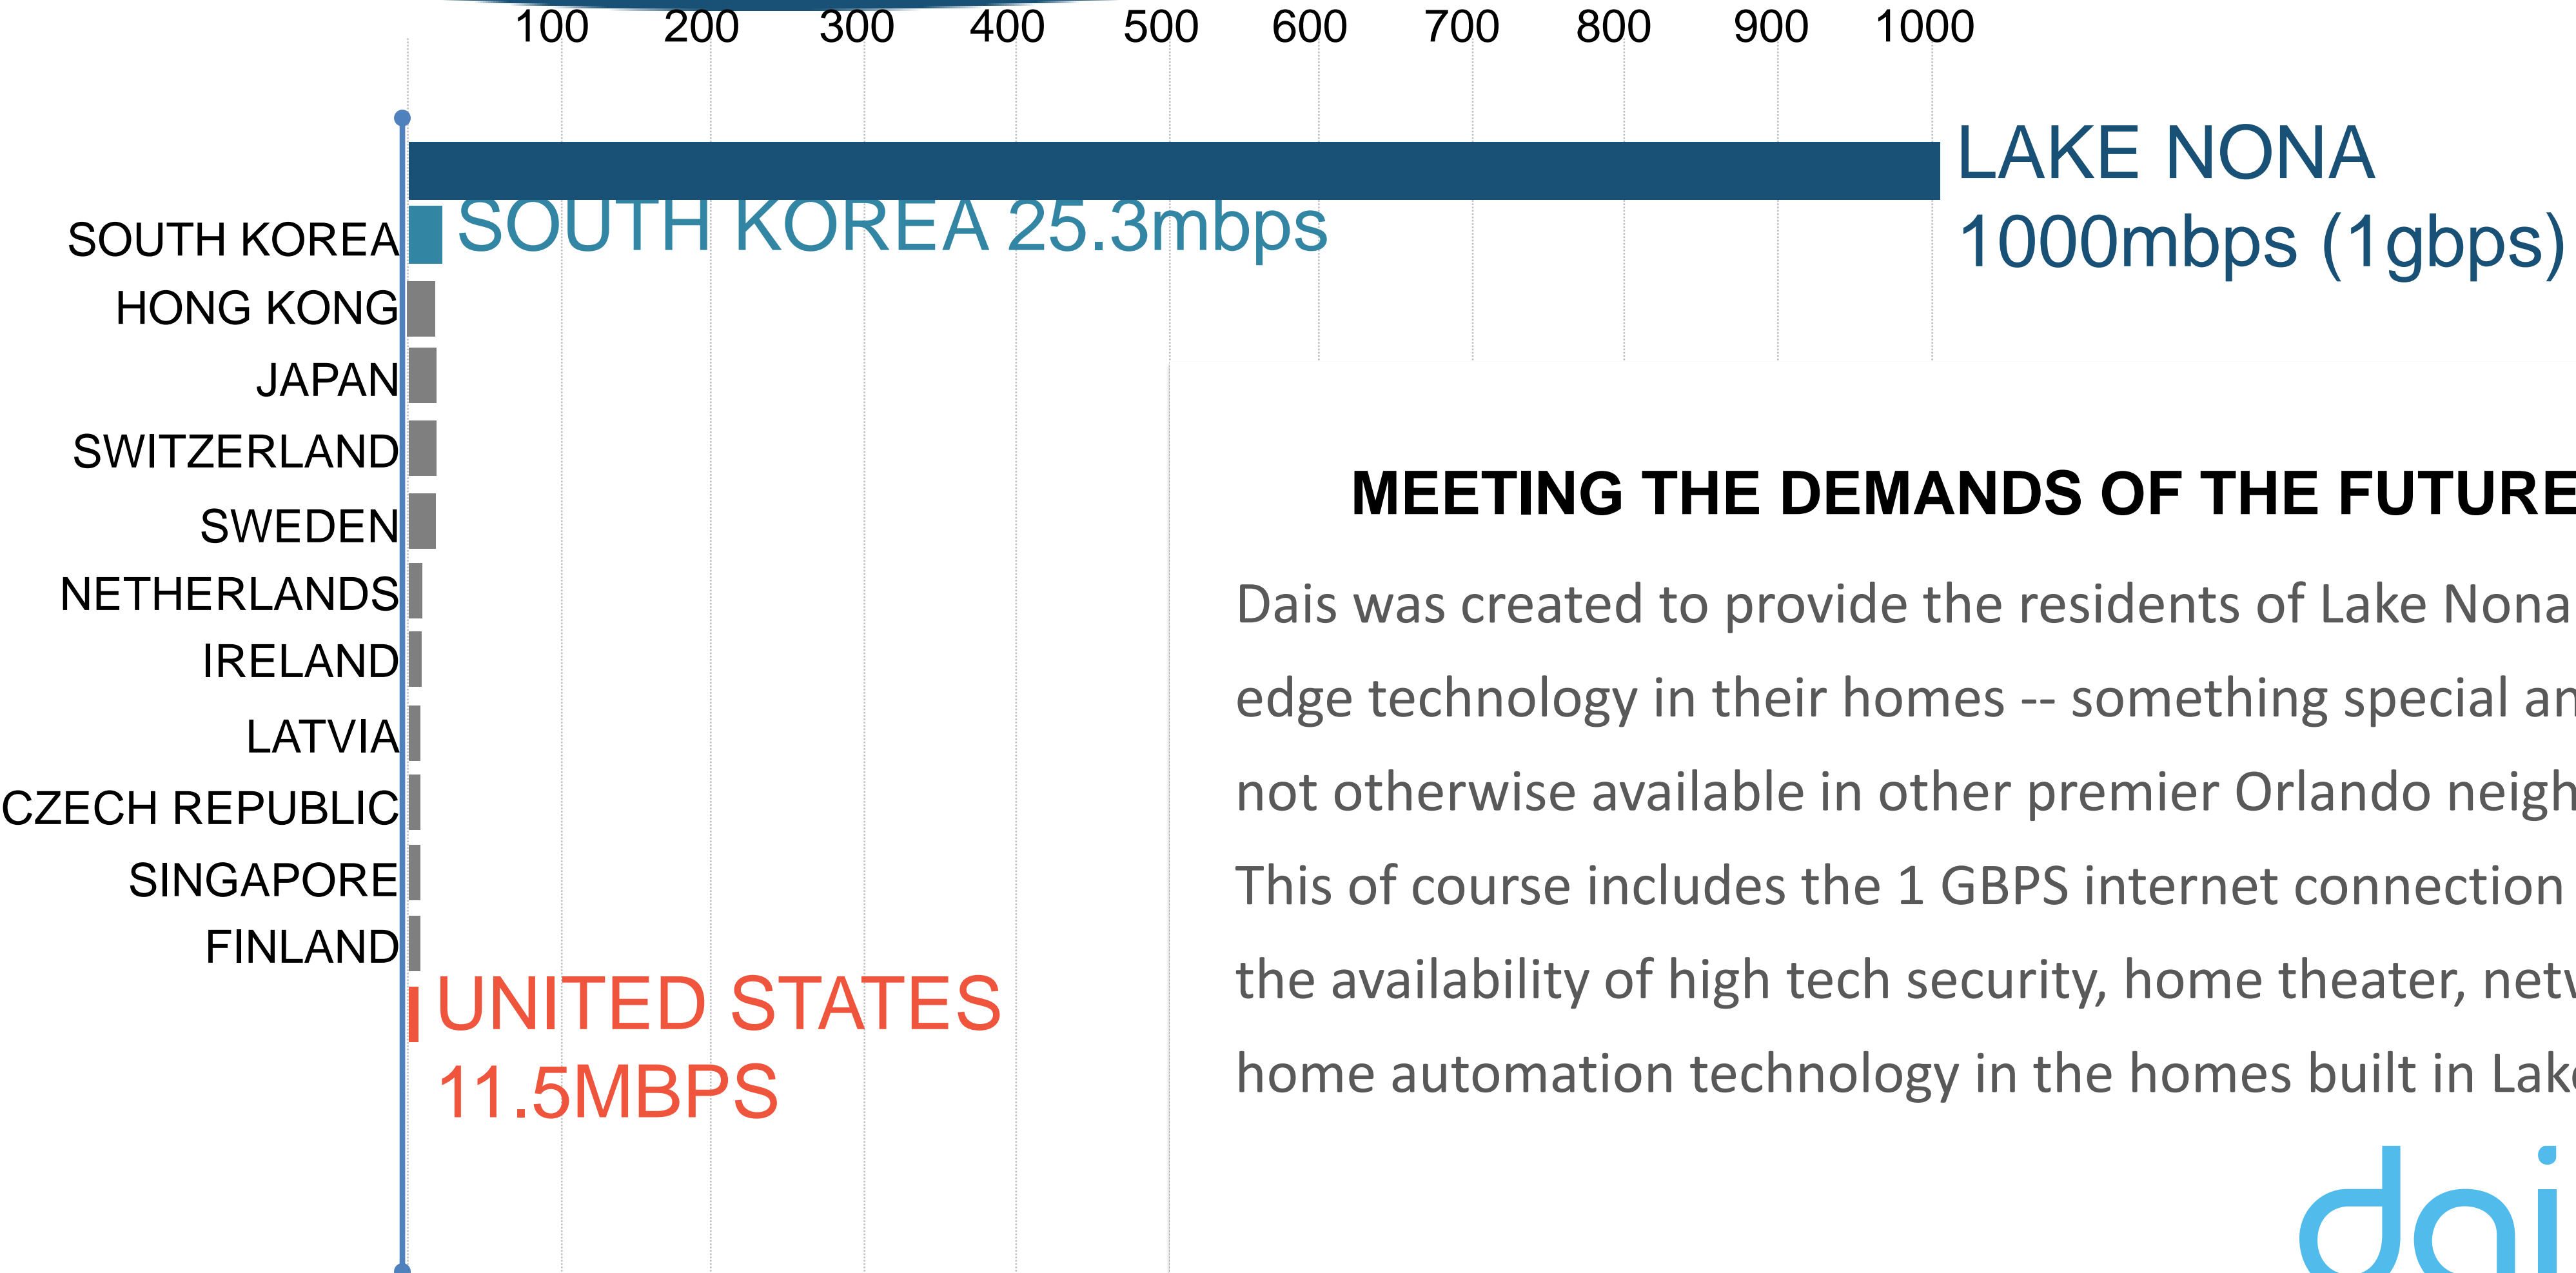 100 200 300 400 500 600 700 800 900 1000
LAKE NONA
1000mbps (1gbps)
SOUTH KOREA
SOUTH KOREA 25.3mbps
HONG KONG
JAPAN
SWITZERLAND
SWEDEN
NETHERLANDS
IRELAND
LATVIA
CZECH REPUBLIC
SINGAPORE
FINLAND
UNITED STATES
11.5MBPS
MEETING THE DEMANDS OF THE FUTURE
Dais was created to provide the residents of Lake Nona
edge technology in their homes -- something special
not otherwise available in other premier Orlando
This of course includes the 1 GBPS internet connection
the availability of high tech security, home theater,
home automation technology in the homes built in